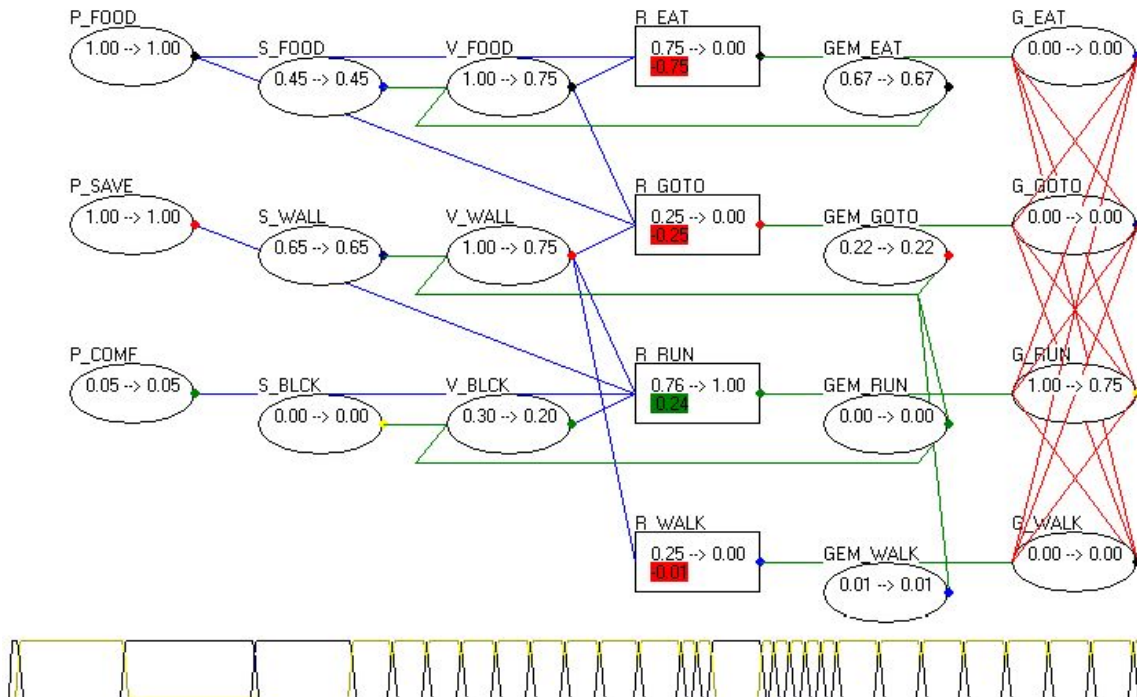 P_FOOD
R_EAT
G_EAT
1.00 --> 1.00
S_FOOD
V_FOOD
0.75 --> 0.00
-0.75
GEM_EAT
0.00 --> 0.00
0.45 --> 0.45
1.00 --> 0.75
0.67 --> 0.67
P_SAVE
R_GOTO
G_GOTO
1.00 --> 1.00
S_WALL
V_WALL
0.25 --> 0.00
-0.25
GEM_GOTO
0.00 --> 0.00
0.65 --> 0.65
1.00 --> 0.75
0.22 --> 0.22
P_COME
R_RUN
G_RUN
0.05 --> 0.05
S_BLCK
V_BLCK
0.76 --> 1.00
0.24
GEM_RUN
1.00 --> 0.75
0.00 --> 0.00
0.30 --> 0.20
0.00 --> 0.00
R_WALK
G_WALK
0.25 --> 0.00
-0.01
GEM_WALK
0.00 --> 0.00
0.01 --> 0.01